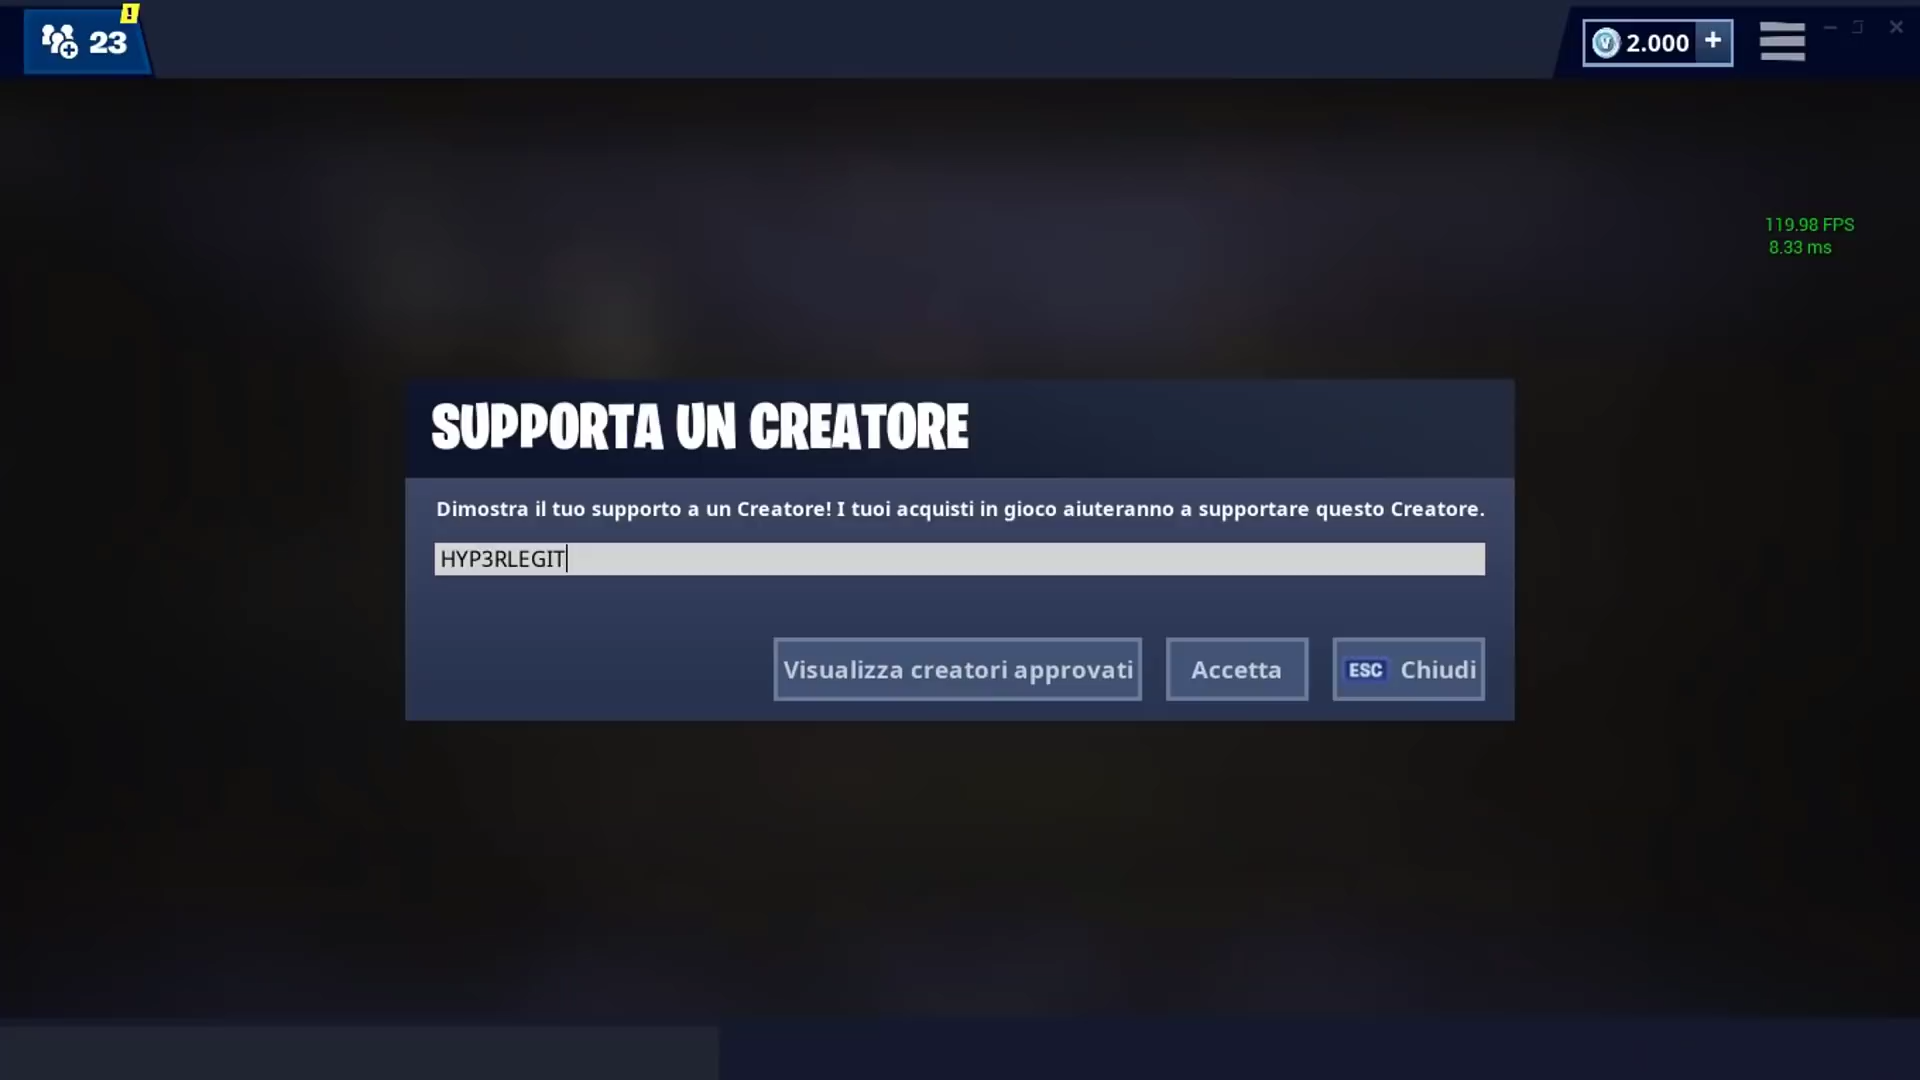 !
23
2.000 +
119.98 FPS
8.33 ms
SUPPORTA UN CREATORE
Dimostra il tuo supporto a un Creatore! I tuoi acquisti in gioco aiuteranno a supportare questo Creatore.
HYP3RLEGIT
Visualizza creatori approvati
Accetta
ESC Chiudi